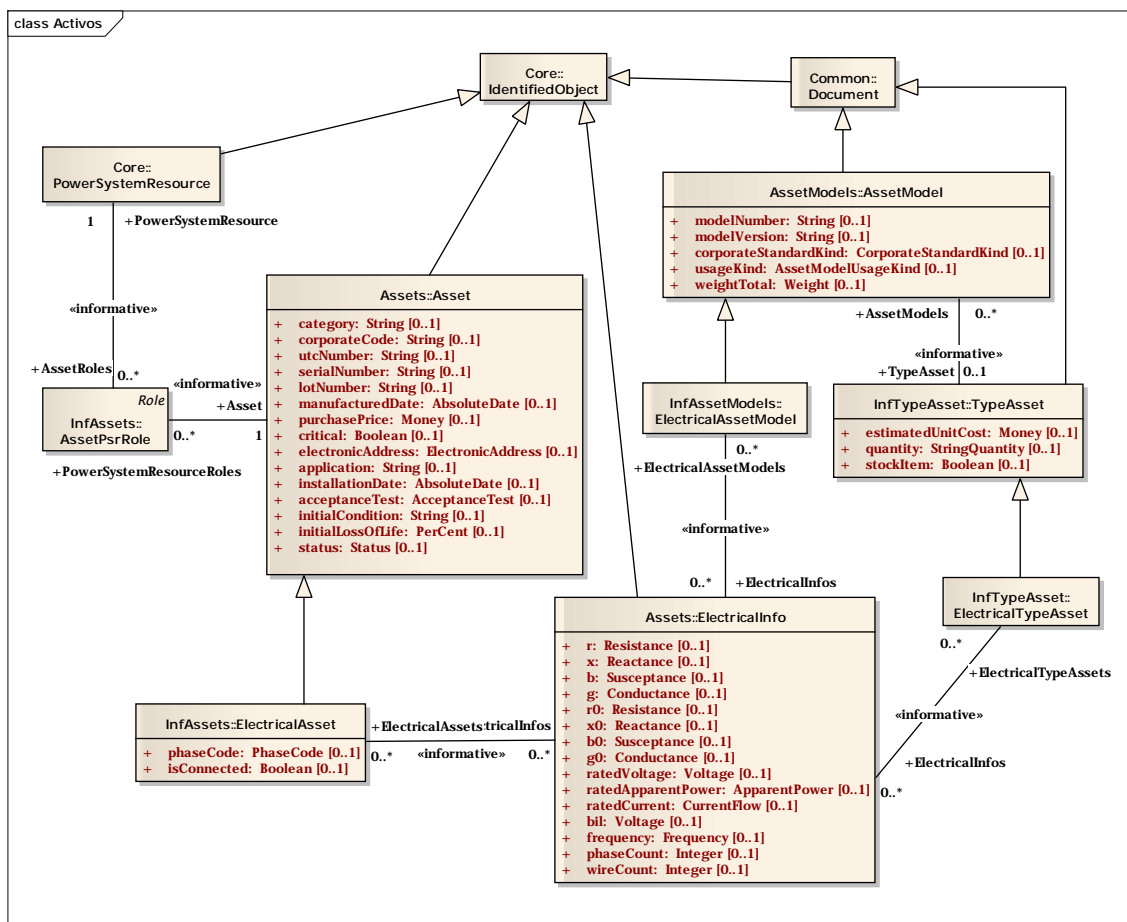 class Activos
Core::
IdentifiedObject
Common::
Document
Core::
PowerSystemResource
1
+PowerSystemResource
«informative»
+AssetRoles
0..*
Role
InfAssets::
AssetPsrRole
«informative»
+Asset
0..*
1
+PowerSystemResourceRoles
Assets::Asset
+ category: String [0..1]
+ corporateCode: String [0..1]
+ utcNumber: String [0..1]
+ serialNumber: String [0..1]
+ lotNumber: String [0..1]
+ manufacturedDate: AbsoluteDate [0..1]
+ purchasePrice: Money [0..1]
+ critical: Boolean [0..1]
+ electronicAddress: ElectronicAddress [0..1]
+ application: String [0..1]
+ installationDate: AbsoluteDate [0..1]
+ acceptanceTest: AcceptanceTest [0..1]
+ initialCondition: String [0..1]
+ initialLossOfLife: PerCent [0..1]
+ status: Status [0..1]
AssetModels::AssetModel
+ modelNumber: String [0..1]
+ modelVersion: String [0..1]
+ corporateStandardKind: CorporateStandardKind [0..1]
+ usageKind: AssetModelUsageKind [0..1]
+ weightTotal: Weight [0..1]
+AssetModels
0..*
«informative»
+TypeAsset
0..1
InfAssetModels::
ElectricalAssetModel
0..*
+ElectricalAssetModels
«informative»
0..*
+ElectricalInfos
InfTypeAsset::TypeAsset
+ estimatedUnitCost: Money [0..1]
+ quantity: StringQuantity [0..1]
+ stockItem: Boolean [0..1]
InfTypeAsset::
ElectricalTypeAsset
0..*
+ElectricalTypeAssets
«informative»
+ElectricalInfos
0..*
Assets::ElectricalInfo
+ r: Resistance [0..1]
+ x: Reactance [0..1]
+ b: Susceptance [0..1]
+ g: Conductance [0..1]
+ r0: Resistance [0..1]
+ x0: Reactance [0..1]
+ b0: Susceptance [0..1]
+ g0: Conductance [0..1]
+ ratedVoltage: Voltage [0..1]
+ ratedApparentPower: ApparentPower [0..1]
+ ratedCurrent: CurrentFlow [0..1]
+ bil: Voltage [0..1]
+ frequency: Frequency [0..1]
+ phaseCount: Integer [0..1]
+ wireCount: Integer [0..1]
InfAssets::ElectricalAsset
+ phaseCode: PhaseCode [0..1]
+ isConnected: Boolean [0..1]
+ElectricalAssets tricalInfos
0..*
«informative»
0..*